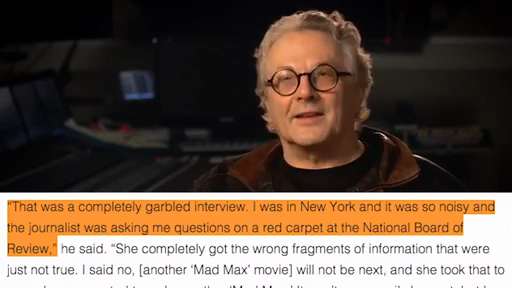 “That was a completely garbled interview. I was in New York and it was so noisy and
the journalist was asking me questions on a red carpet at the National Board of
Review,” he said. “She completely got the wrong fragments of information that were
just not true. I said no, [another ‘Mad Max’ movie] will not be next, and she took that to